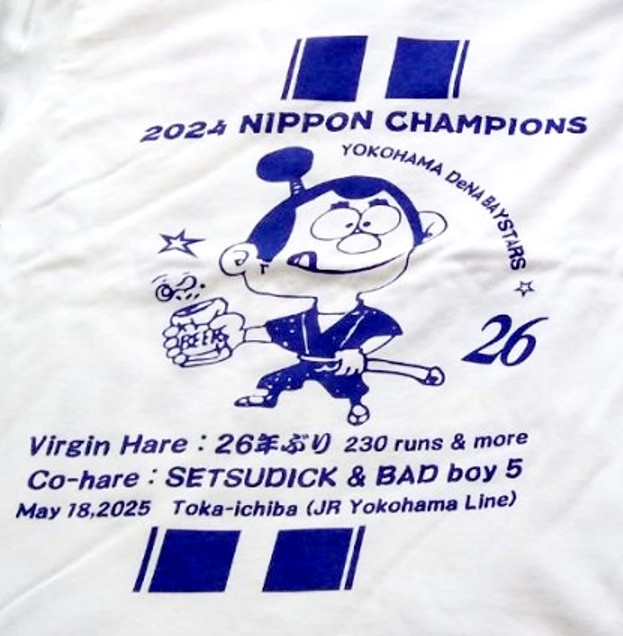 2024 NIPPON CHAMPIONS
YOKOHAMA DeNA BAYSTARS
BEER
26
Virgin Hare : 26年ぶり 230 runs & more
Co-hare : SETSUDICK & BAD boy 5
May 18,2025 Toka-ichiba (JR Yokohama Line)